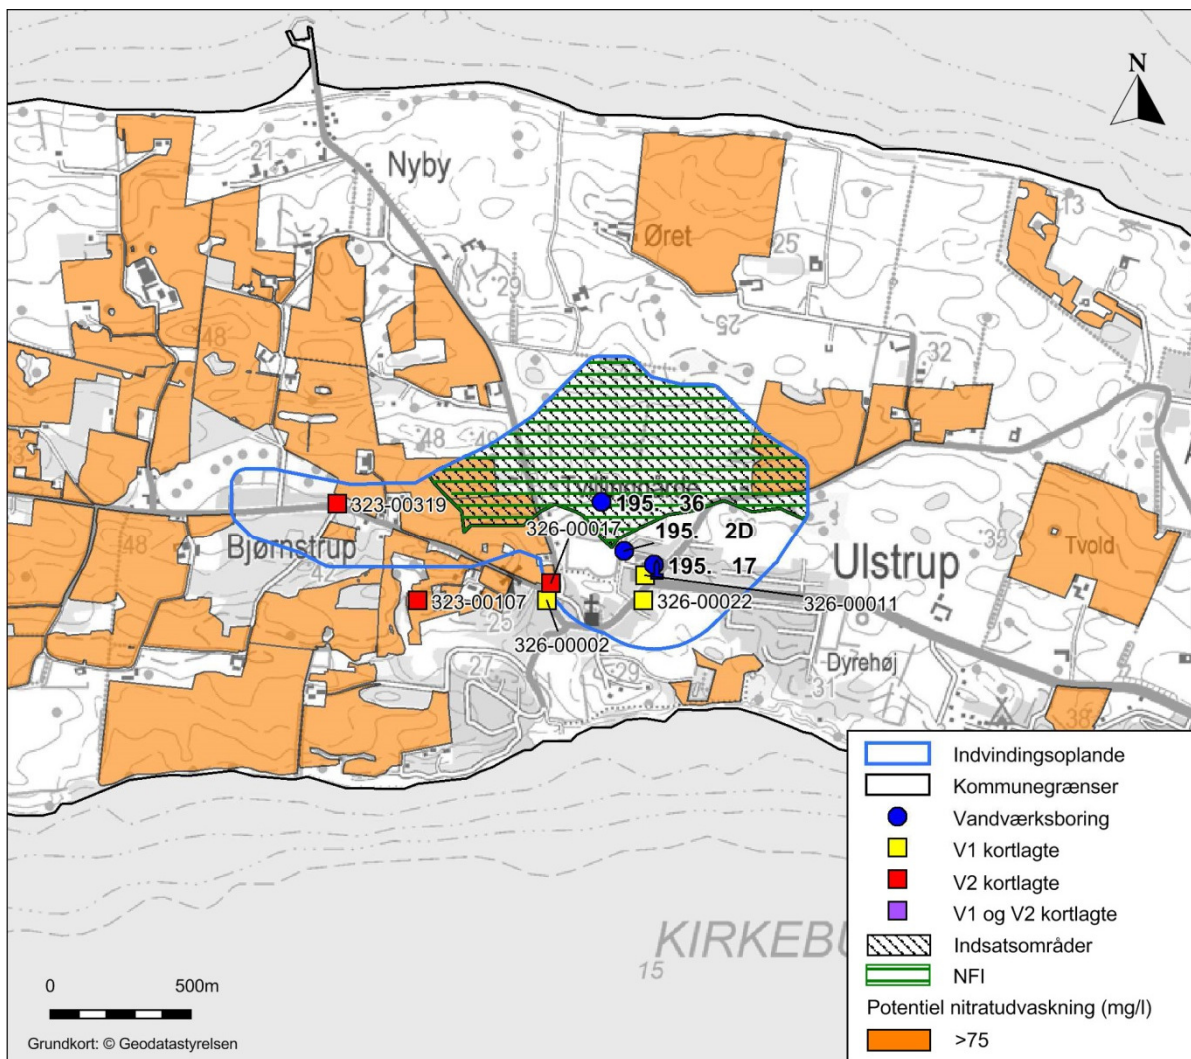 N
13
21
Nyby
Øret
25
29
25
48
32
48
49
195. 36
323-00319
326-00017
195. 2D
35
Tvold
48
Bjørnstrup
47
195. 17
Ulstrup
323-00107
326-00022
326-00011
25
326-00002
27
29
Dyrehøj
31
38
KIRKEBU
15
Indvindingsoplande
Kommunegrænser
Vandværksboring
V1 kortlagte
V2 kortlagte
V1 og V2 kortlagte
Indsatsområder
NFI
Potentiel nitratudvaskning (mg/l)
>75
0 500m
Grundkort: © Geodatastyrelsen